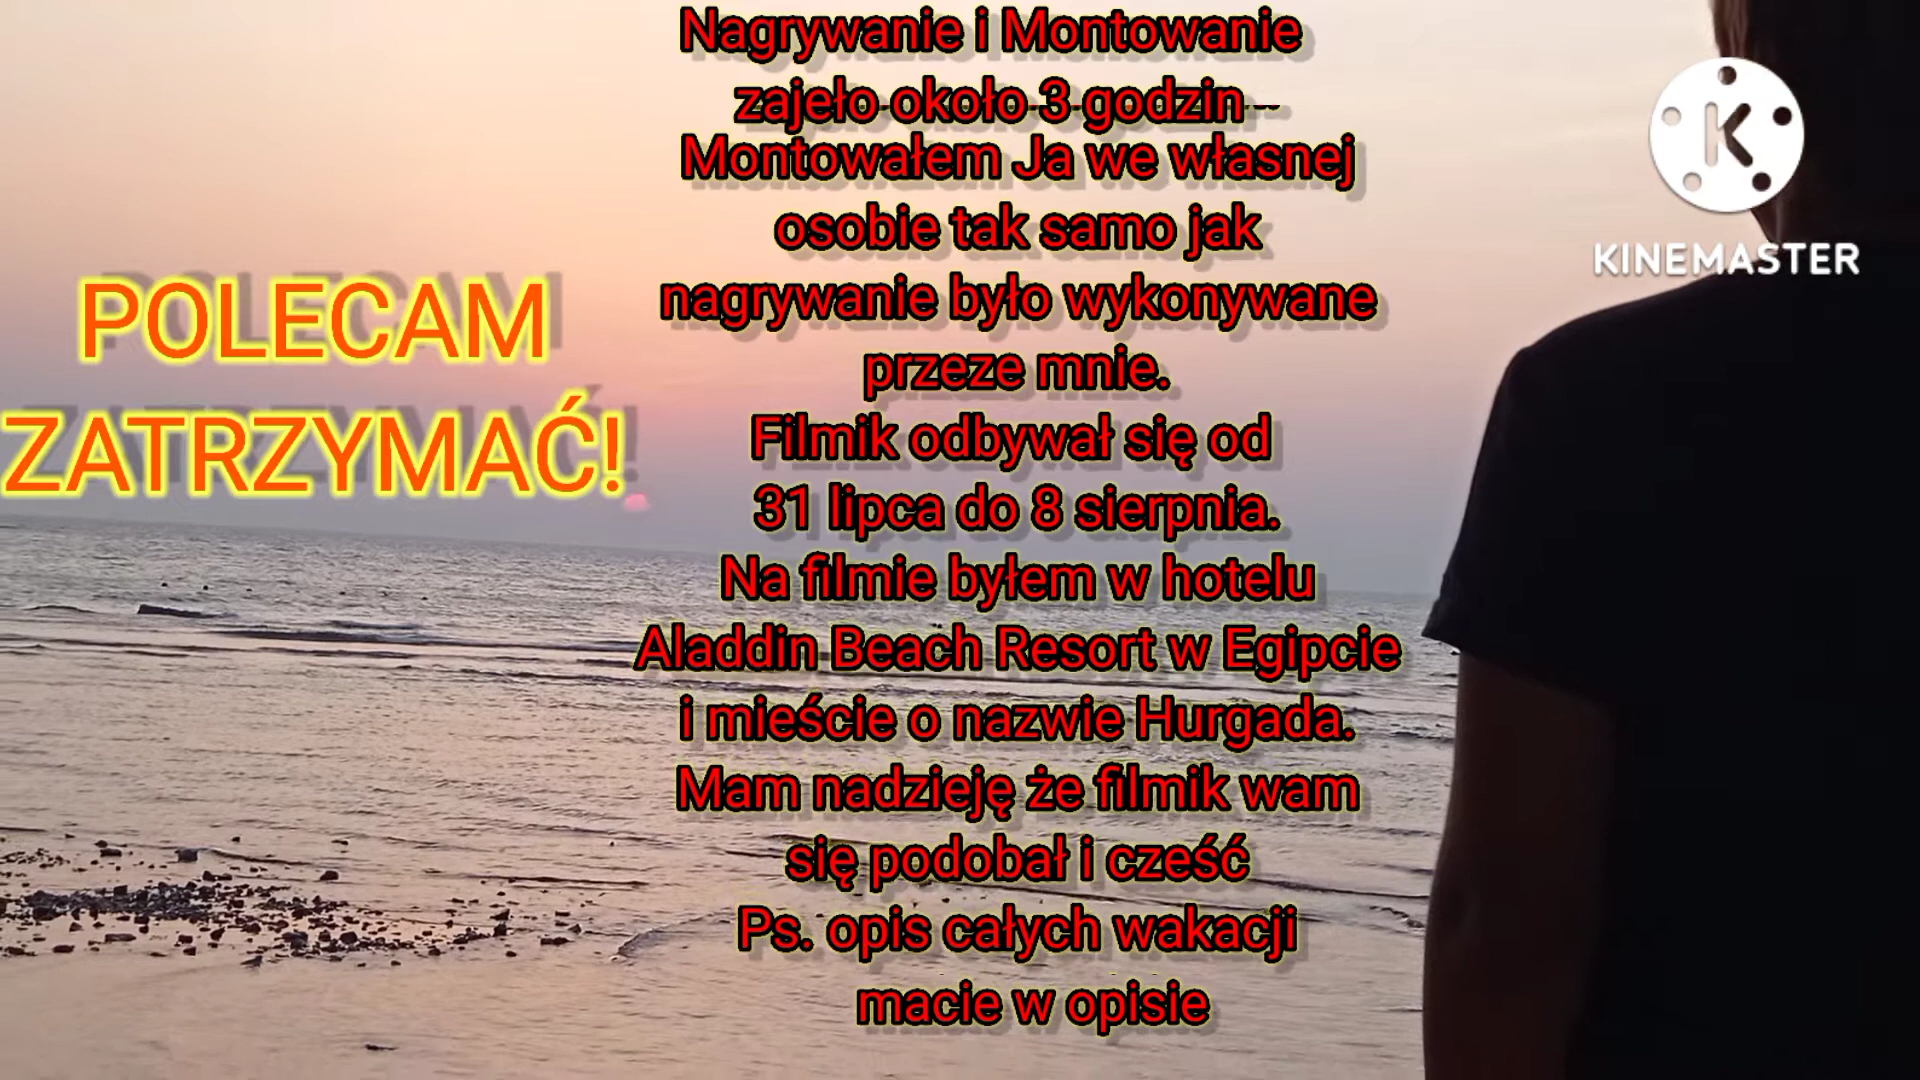 POLECAM
ZATRZYMAĆ!
Nagrywanie i Montowanie
zajeło około 3 godzin
Montowałem Ja we własnej
osobie tak samo jak
nagrywanie było wykonywane
przeze mnie.
Filmik odbywał się od
31 lipca do 8 sierpnia.
Na filmie byłem w hotelu
Aladdin Beach Resort w Egipcie
i mieście o nazwie Hurgada.
Mam nadzieję że filmik wam
się podobał i cześć
Ps. opis całych wakacji
macie w opisie
K
KINEMASTER